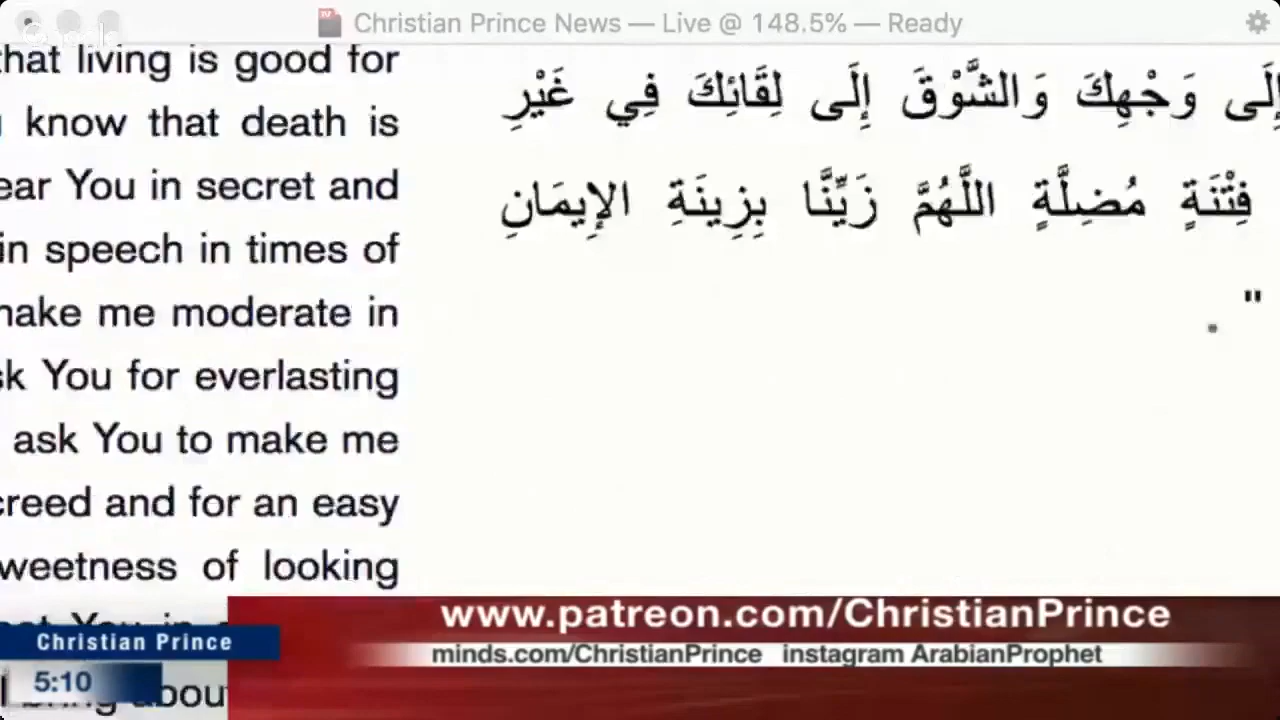 Christian Prince News — Live @ 148.5% — Ready
that living is good for
know that death is
ear You in secret and
in speech in times of
make me moderate in
sk You for everlasting
ask You to make me
creed and for an easy
weetness of looking
إِلَى وَجْهِكَ وَالشَّوْقَ إِلَى لِقَائِكَ فِي غَيْرِ
فِتْنَةٍ مُضِلَّةٍ اللَّهُمَّ زَيِّنَّا بِزِينَةِ الإِيمَانِ
" .
www.patreon.com/ChristianPrince
minds.com/ChristianPrince instagram ArabianProphet
Christian Prince
5:10